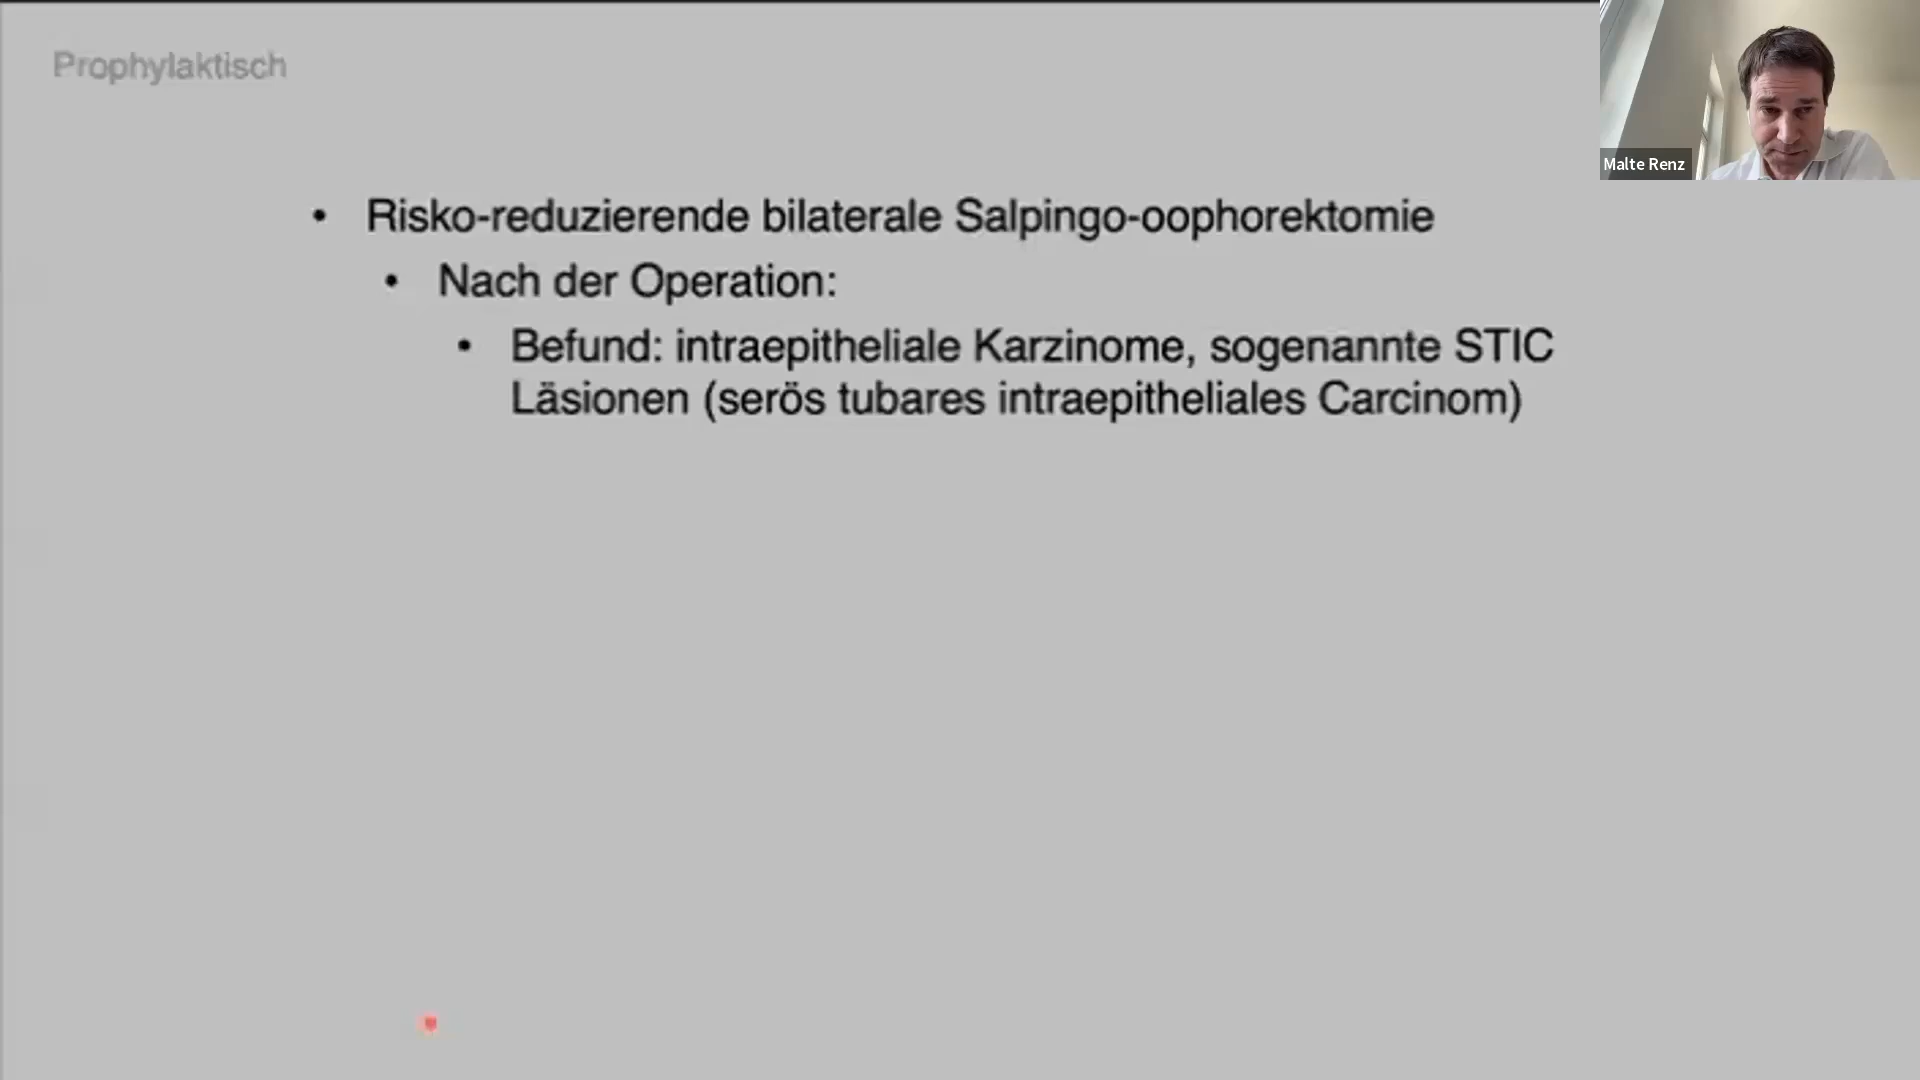 Prophylaktisch
Malte Renz
• Risko-reduzierende bilaterale Salpingo-oophorektomie
• Nach der Operation:
• Befund: intraepitheliale Karzinome, sogenannte STIC
Läsionen (serös tubares intraepitheliales Carcinom)